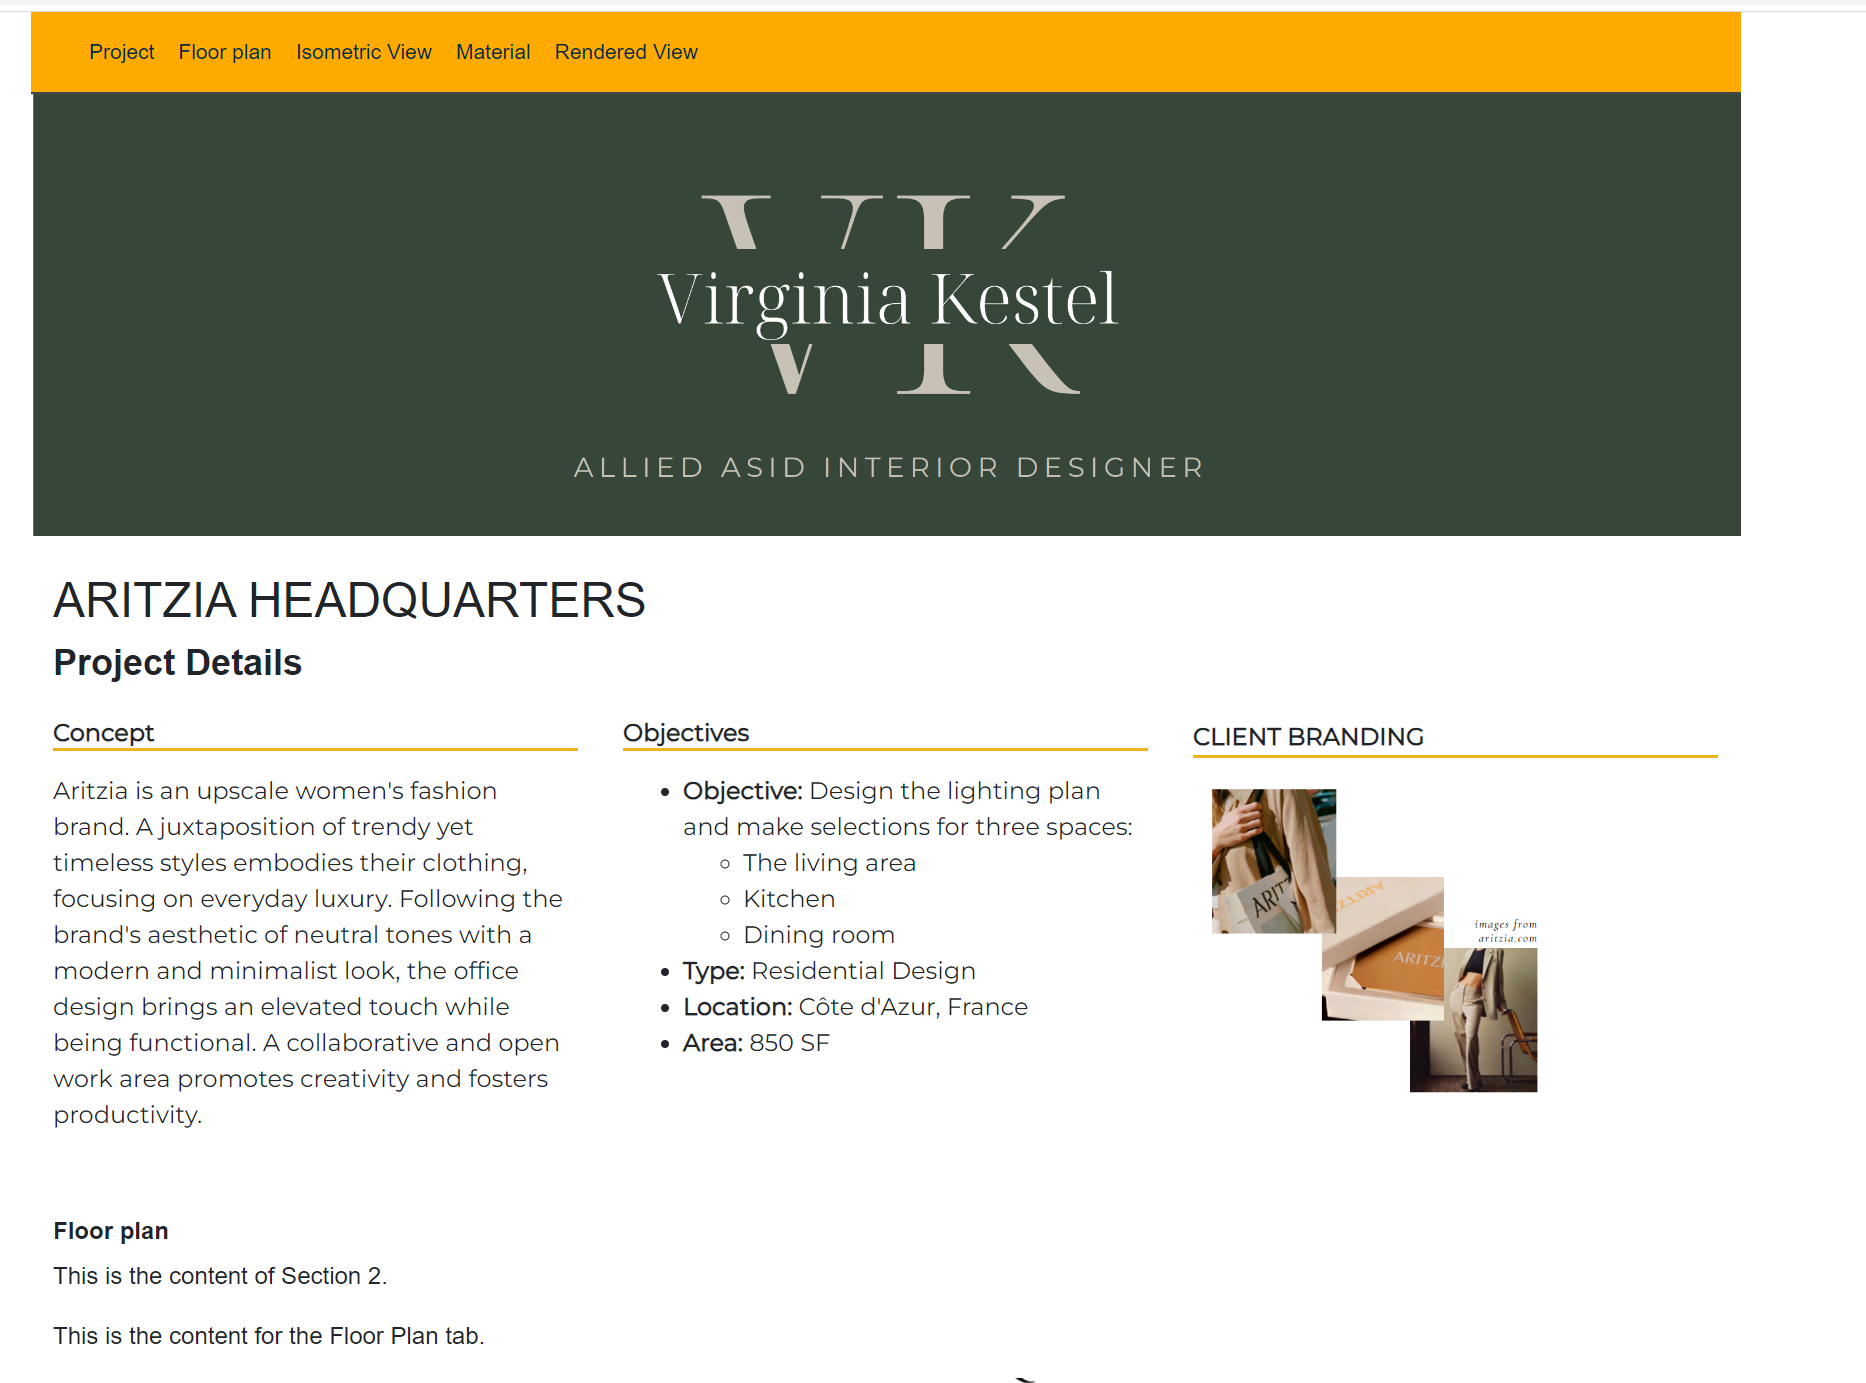 Project Floor plan Isometric View Material Rendered View
VK
Virginia Kestel
ALLIED ASID INTERIOR DESIGNER
ARITZIA HEADQUARTERS
Project Details
Concept
Aritzia is an upscale women's fashion
brand. A juxtaposition of trendy yet
timeless styles embodies their clothing,
focusing on everyday luxury. Following the
brand's aesthetic of neutral tones with a
modern and minimalist look, the office
design brings an elevated touch while
being functional. A collaborative and open
work area promotes creativity and fosters
productivity.
Objectives
Objective: Design the lighting plan
and make selections for three spaces:
The living area
Kitchen
Dining room
Type: Residential Design
Location: Côte d'Azur, France
Area: 850 SF
CLIENT BRANDING
ARITZ
ARITZI
ARITZI
images from
aritzia.com
Floor plan
This is the content of Section 2.
This is the content for the Floor Plan tab.